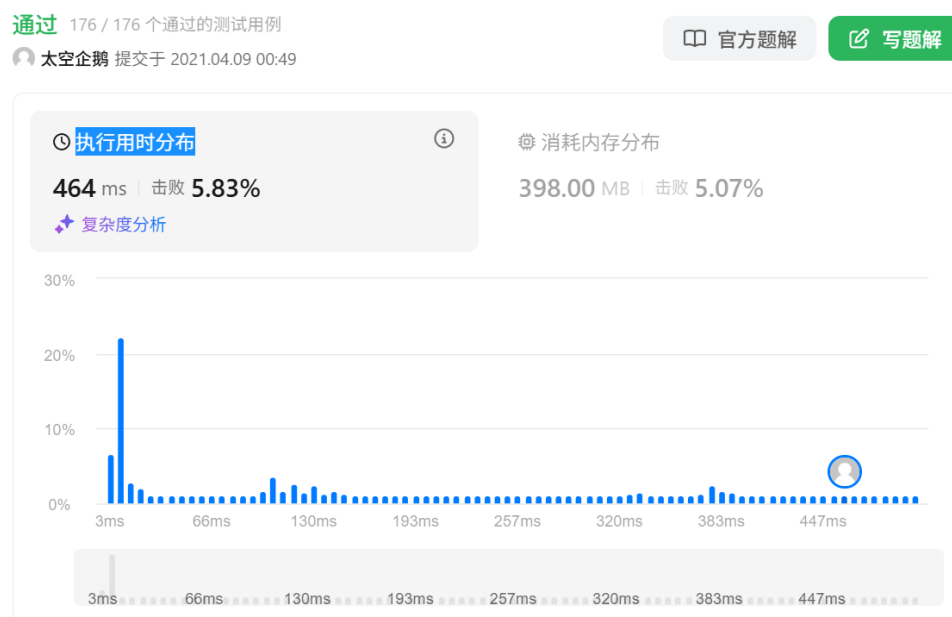 通过 176 / 176 个通过的测试用例
官方题解
写题解
太空企鹅 提交于 2021.04.09 00:49
执行用时分布
消耗内存分布
464 ms 击败 5.83%
398.00 MB 击败 5.07%
复杂度分析
30%
20%
10%
0%
3ms 66ms 130ms 193ms 257ms 320ms 383ms 447ms
3ms 66ms 130ms 193ms 257ms 320ms 383ms 447ms